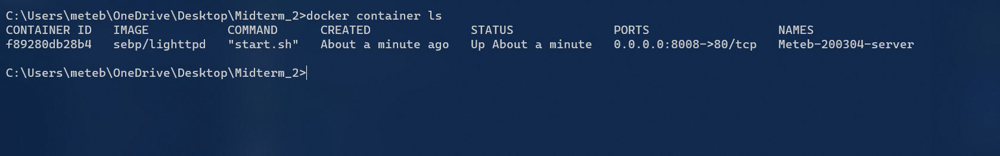 C:\Users\meteb\OneDrive\Desktop\Midterm_2>docker container ls
CONTAINER ID   IMAGE           COMMAND      CREATED              STATUS              PORTS                  NAMES
f89280db28b4   sebp/lighttpd   "start.sh"   About a minute ago   Up About a minute   0.0.0.0:8008->80/tcp   Meteb-200304-server
C:\Users\meteb\OneDrive\Desktop\Midterm_2>